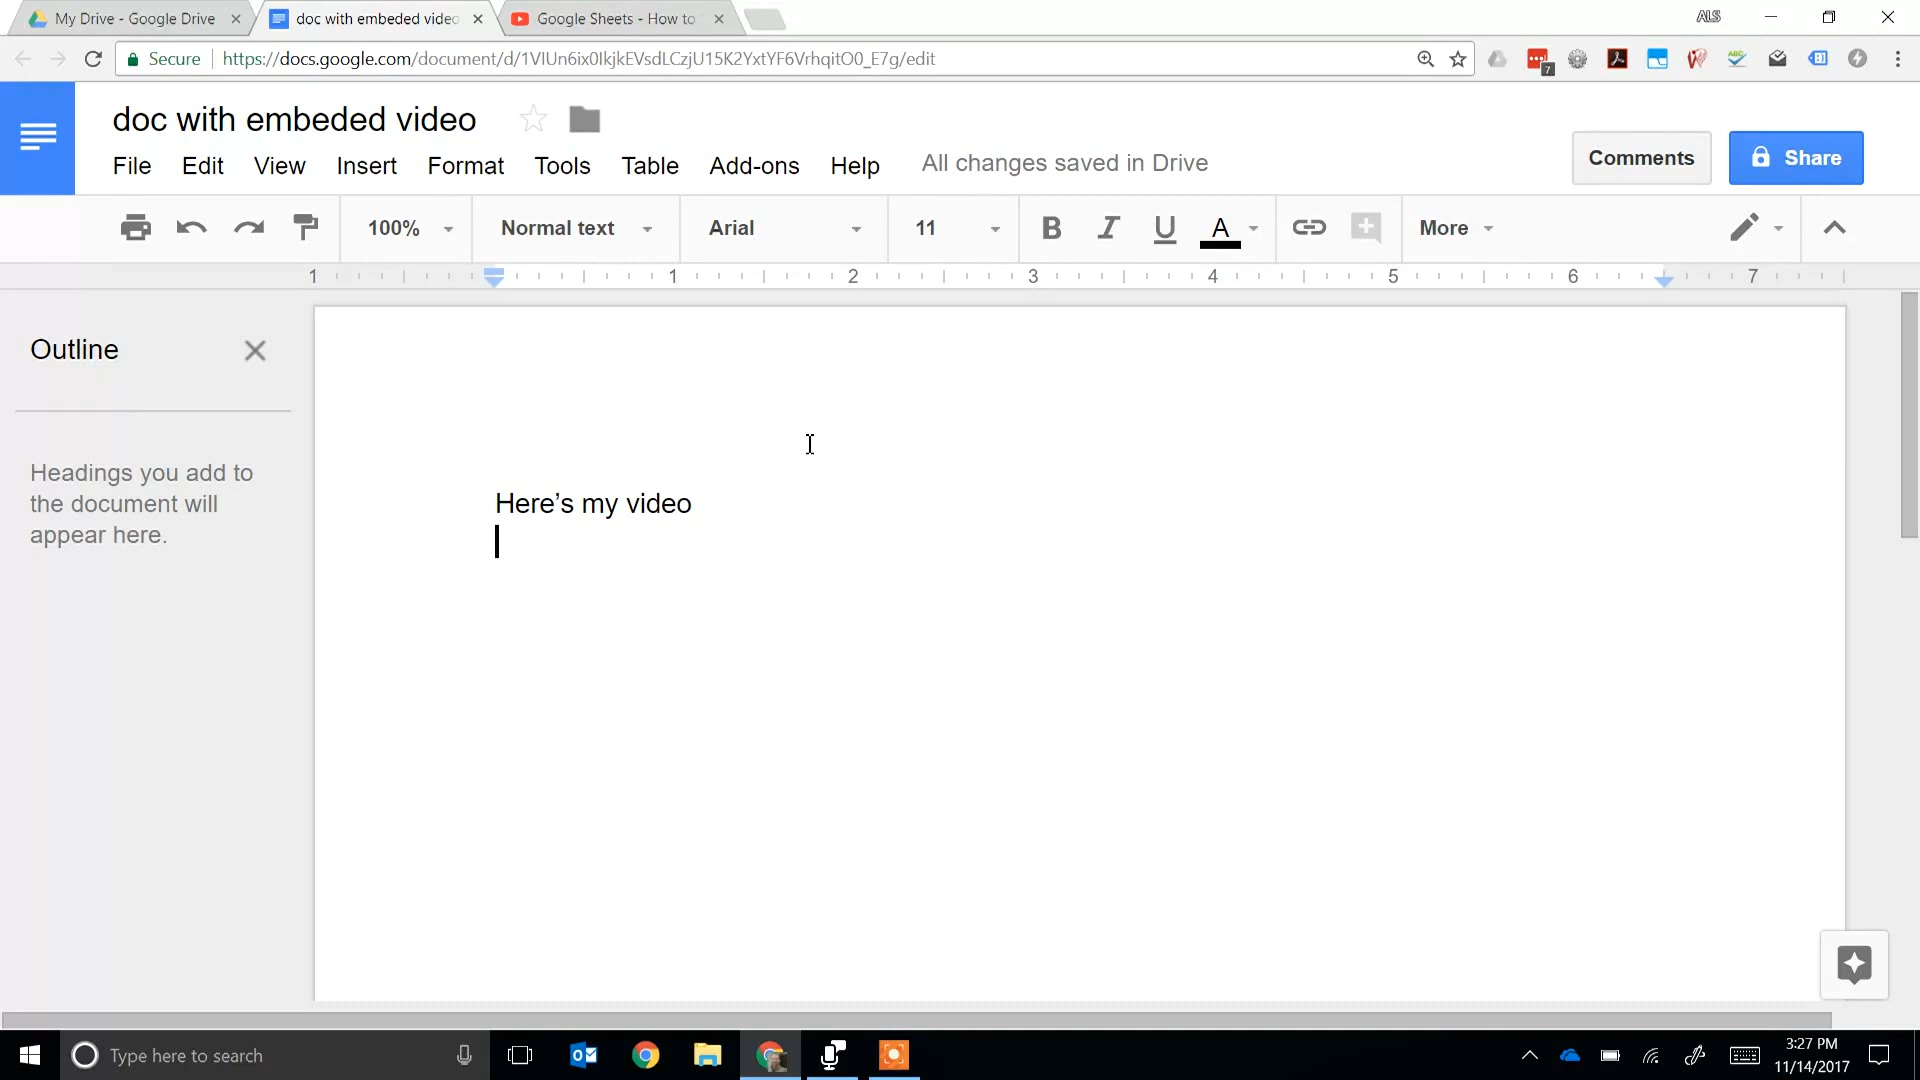 My Drive - Google Drive
doc with embeded video
Google Sheets - How to
ALS
Secure
https://docs.google.com/document/d/1VIUn6ix0IkjkEVsdLCzjU15K2YxtYF6VrhqitO0_E7g/edit
7
doc with embeded video
File Edit View Insert Format Tools Table Add-ons Help All changes saved in Drive
Comments
Share
100% Normal text Arial 11 B I U A More
1 1 2 3 4 5 6 7
Outline
Headings you add to
the document will
appear here.
Here’s my video
Type here to search
3:27 PM
11/14/2017